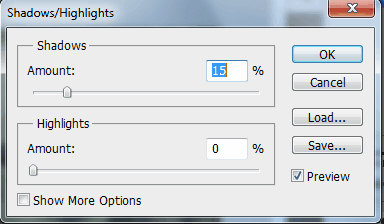 Shadows/Highlights
Shadows
Amount: 15 %
Highlights
Amount: 0 %
Show More Options
OK
Cancel
Load...
Save...
Preview